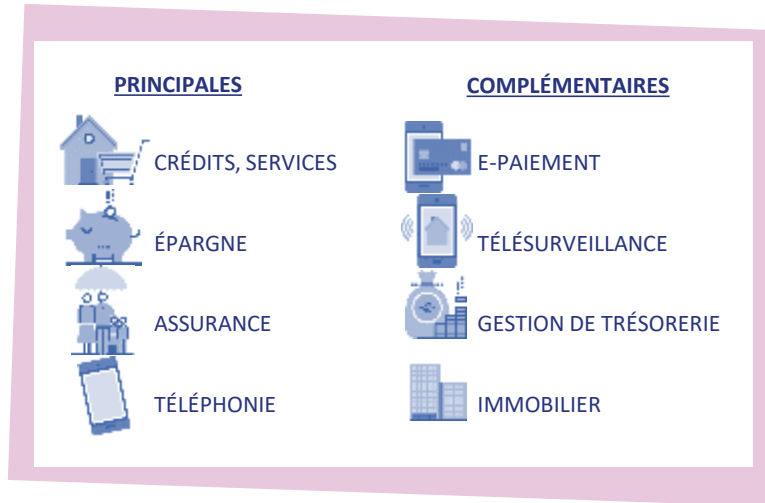 PRINCIPALES
CRÉDITS, SERVICES
ÉPARGNE
ASSURANCE
TÉLÉPHONIE
COMPLÉMENTAIRES
E-PAIEMENT
TÉLÉSURVEILLANCE
GESTION DE TRÉSORERIE
IMMOBILIER